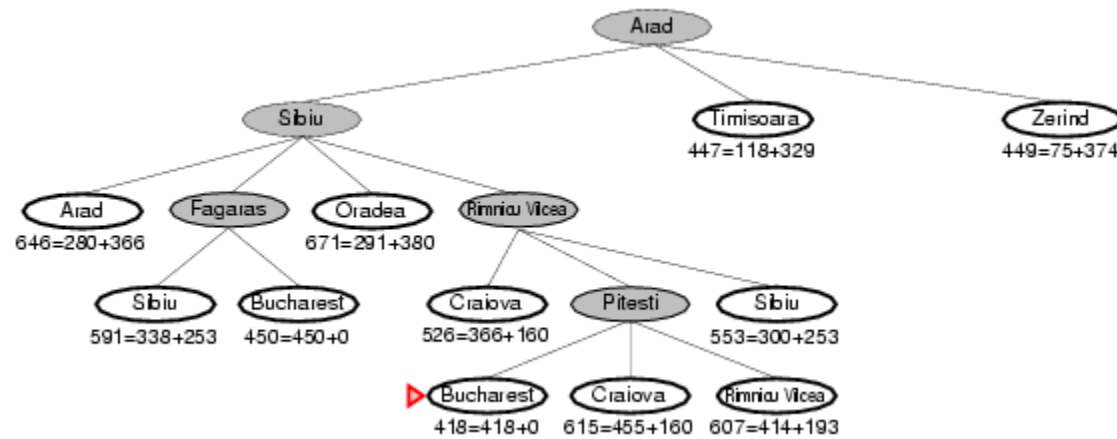 Arad
Sibiu
Timisoara
Zerind
447=118+329
449=75+374
Arad
Fagaras
Oradea
Rimnicu Vilcea
646=280+366
671=291+380
Sibiu
Bucharest
Craiova
Pitesti
Sibiu
591=338+253
450=450+0
526=366+160
553=300+253
Bucharest
Craiova
Rimnicu Vilcea
418=418+0
615=455+160
607=414+193